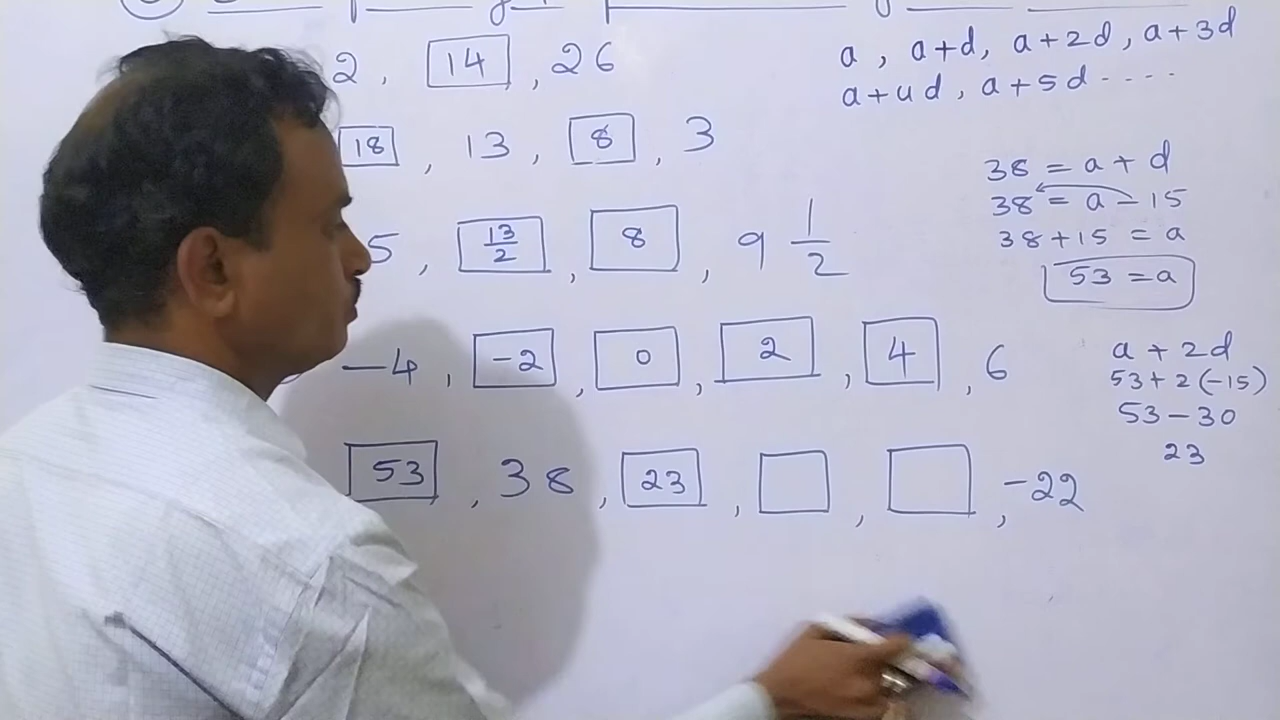 2, 14, 26
18, 13, 8, 3
5, 13/2, 8, 9 1/2
-4, -2, 0, 2, 4, 6
53, 38, 23, , , -22
a, a+d, a+2d, a+3d
a+4d, a+5d ....
38 = a + d
38 = a - 15
38+15 = a
53 = a
a + 2d
53 + 2(-15)
53 - 30
23